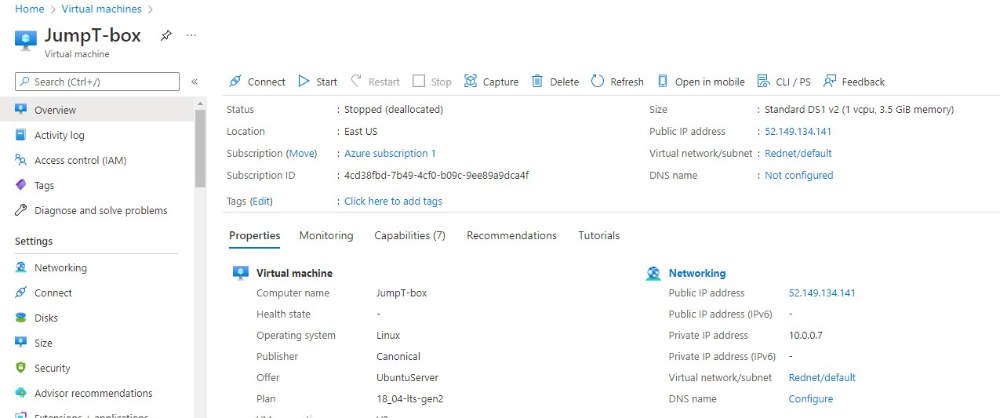 Home > Virtual machines >
JumpT-box ...
Virtual machine
Search (Ctrl+/) «
Connect Start Restart Stop Capture Delete Refresh Open in mobile CLI / PS Feedback
Overview
Activity log
Access control (IAM)
Tags
Diagnose and solve problems
Settings
Networking
Connect
Disks
Size
Security
Advisor recommendations
Extensions + applications
Status : Stopped (deallocated)
Location : East US
Subscription (Move) : Azure subscription 1
Subscription ID : 4cd38fbd-7b49-4cf0-b09c-9ee89a9dca4f
Tags (Edit) : Click here to add tags
Size : Standard DS1 v2 (1 vcpu, 3.5 GiB memory)
Public IP address : 52.149.134.141
Virtual network/subnet : Rednet/default
DNS name : Not configured
Properties Monitoring Capabilities (7) Recommendations Tutorials
Virtual machine
Computer name JumpT-box
Health state -
Operating system Linux
Publisher Canonical
Offer UbuntuServer
Plan 18_04-lts-gen2
Networking
Public IP address 52.149.134.141
Public IP address (IPv6) -
Private IP address 10.0.0.7
Private IP address (IPv6) -
Virtual network/subnet Rednet/default
DNS name Configure